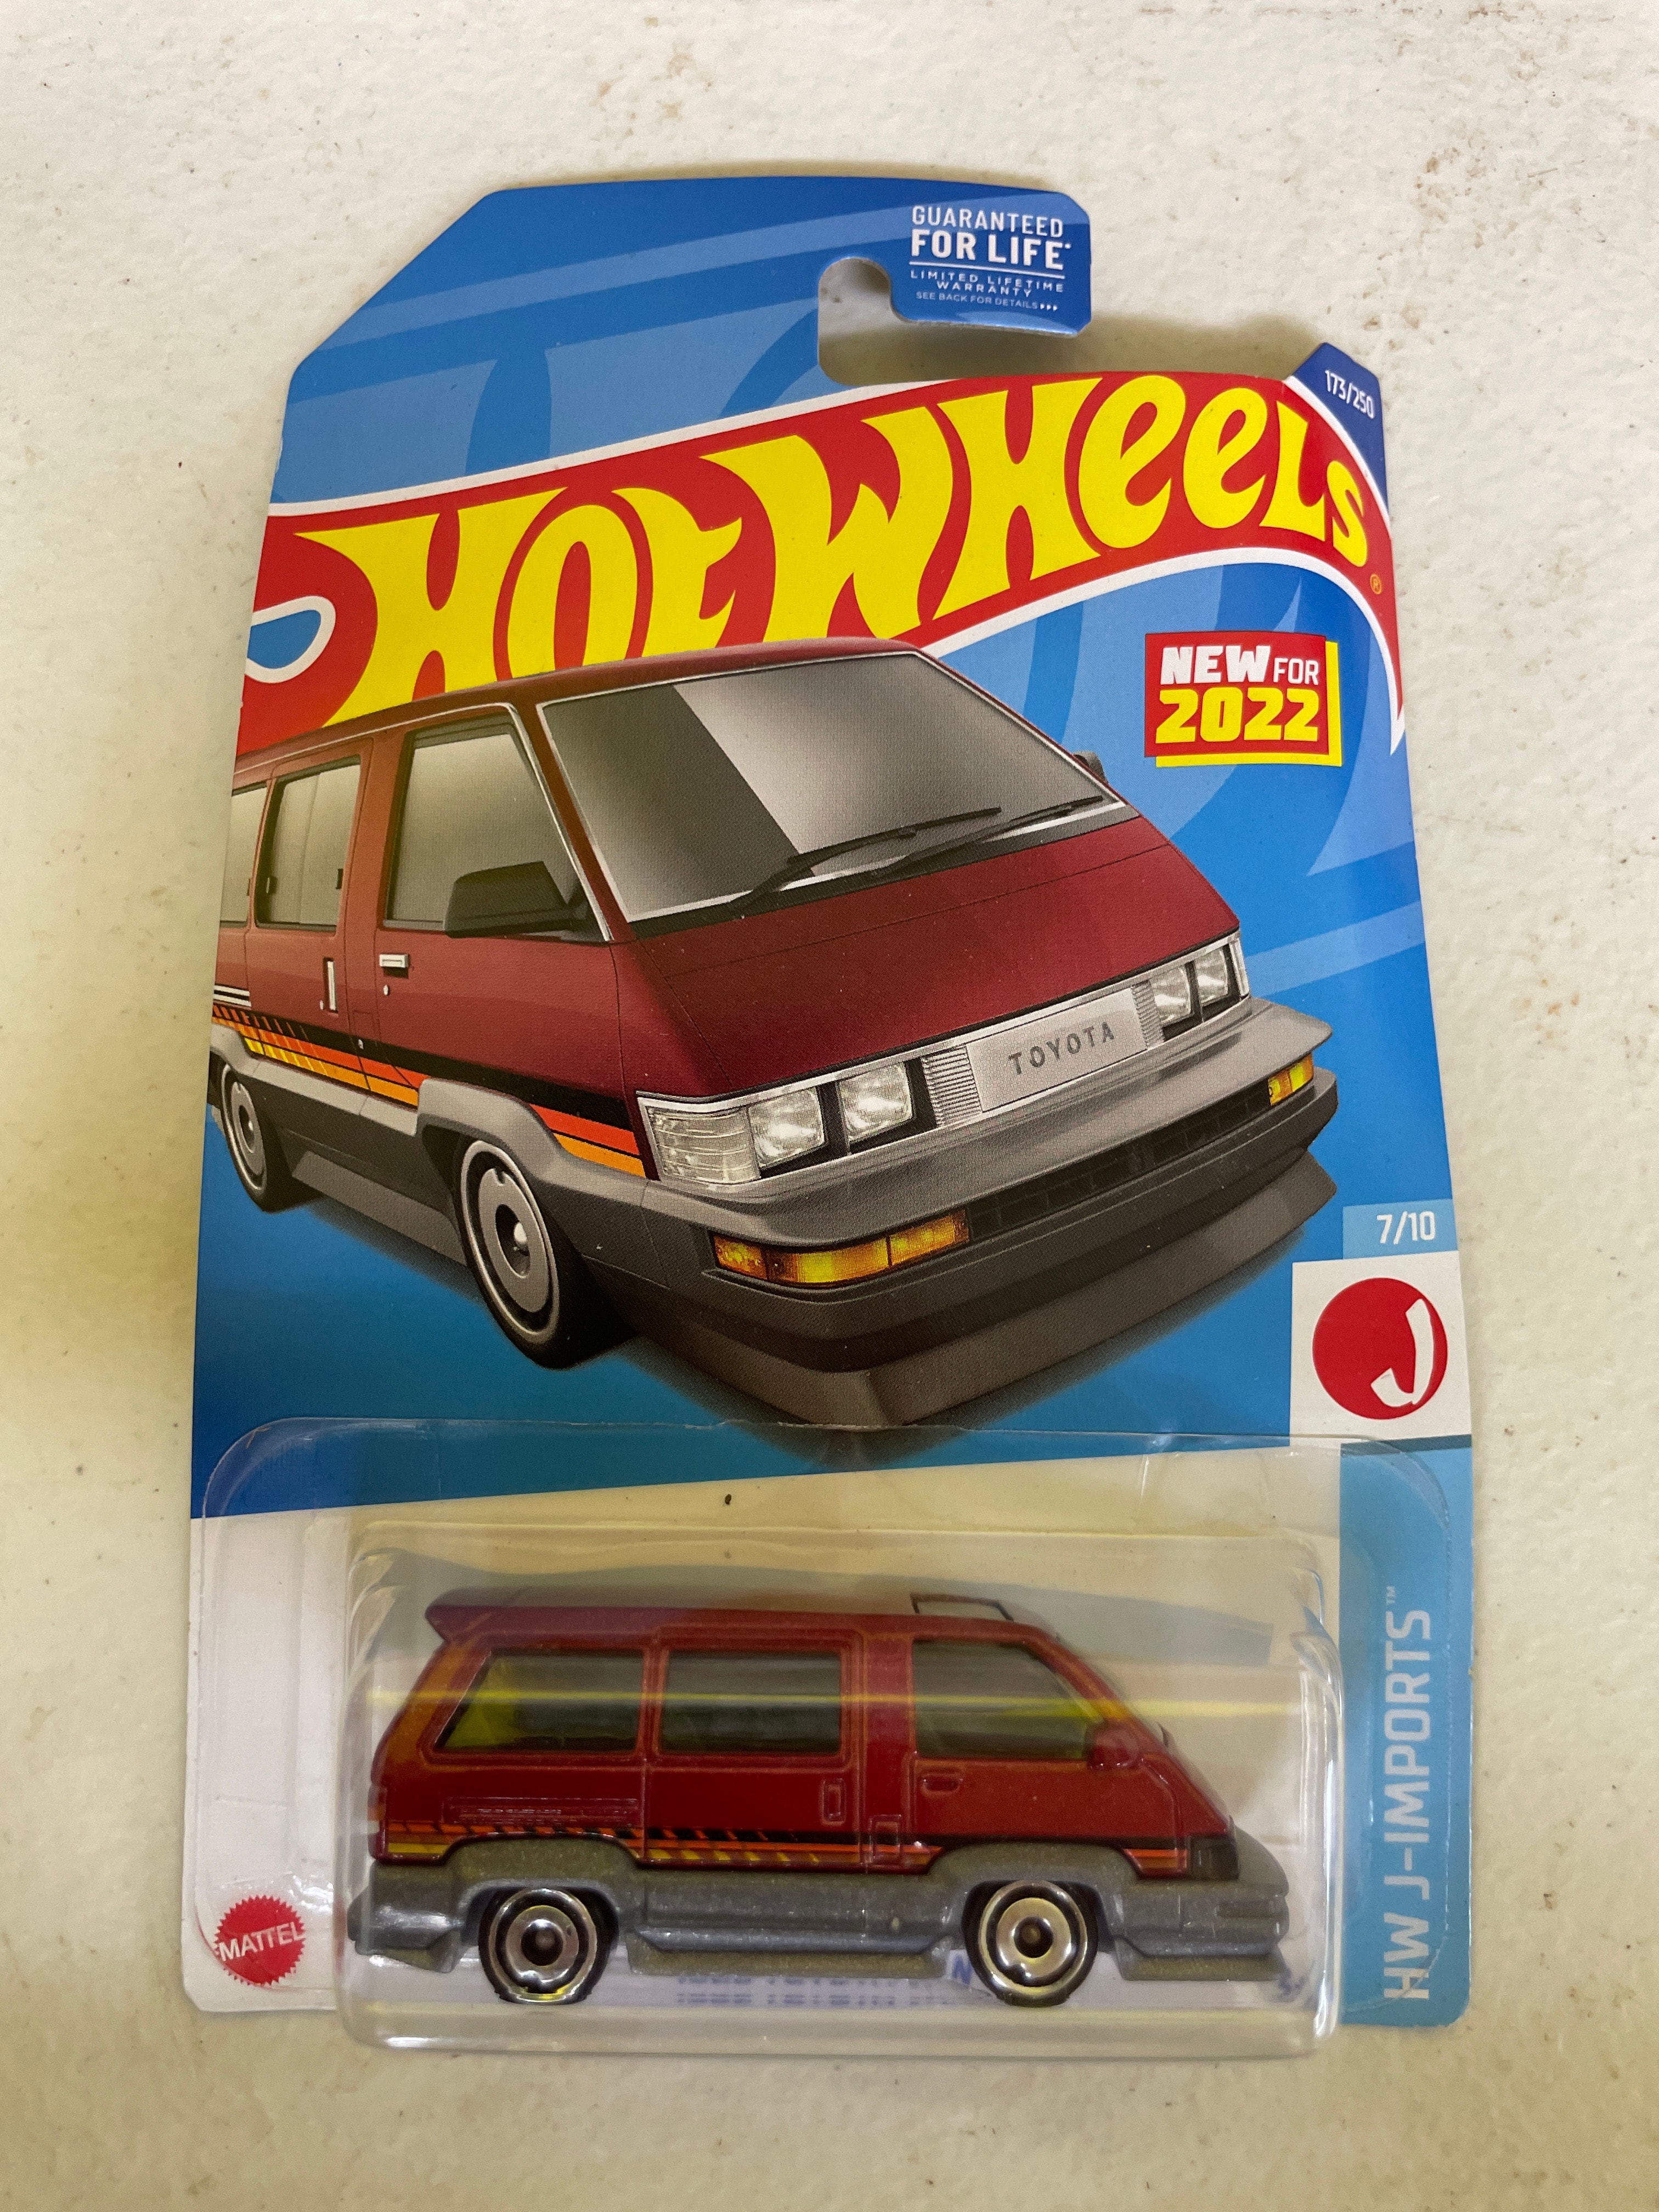 GUARANTEED
FOR LIFE*
LIMITED LIFETIME
WARRANTY
SEE BACK FOR DETAILS
173/250
HOT WHEELS
®
NEW FOR
2022
TOYOTA
7/10
J
HW J-IMPORTS™
MATTEL